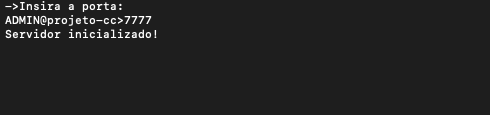 ->Insira a porta:
ADMIN@projeto-cc>7777
Servidor inicializado!